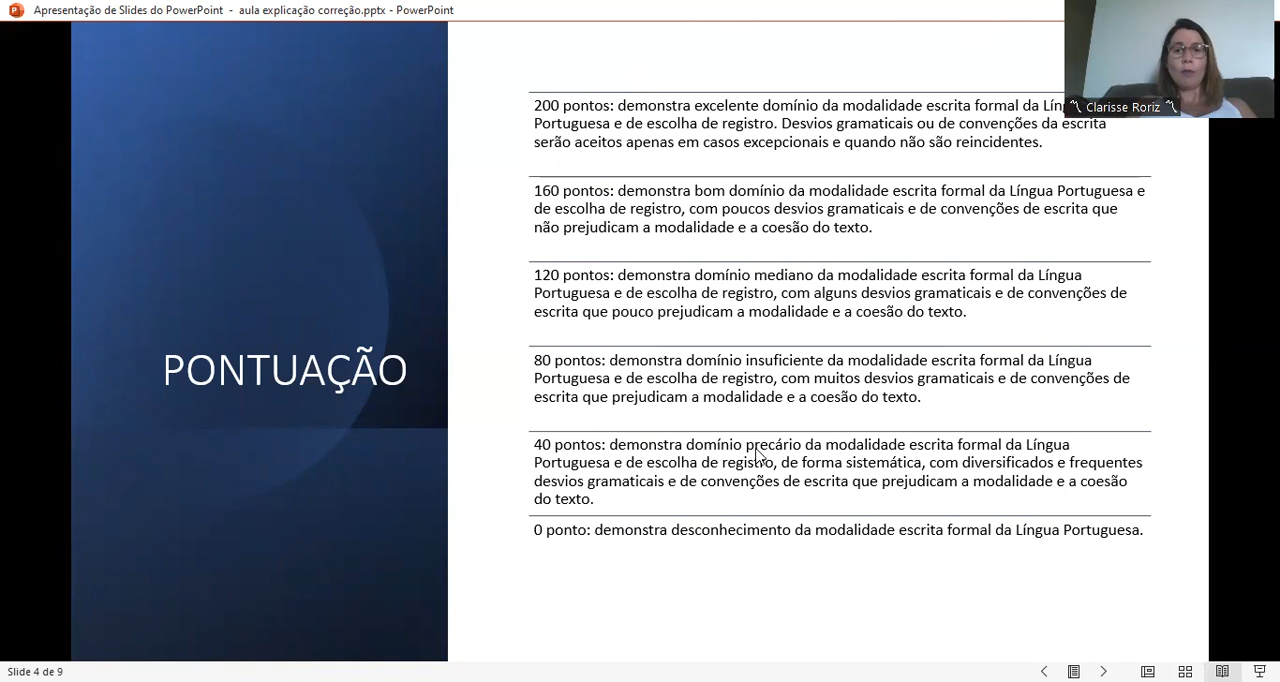 Apresentação de Slides do PowerPoint - aula explicação correção.pptx - PowerPoint
Clarisse Roriz
PONTUAÇÃO
200 pontos: demonstra excelente domínio da modalidade escrita formal da
Portuguesa e de escolha de registro. Desvios gramaticais ou de convenções da escrita
serão aceitos apenas em casos excepcionais e quando não são reincidentes.
160 pontos: demonstra bom domínio da modalidade escrita formal da Língua Portuguesa e
de escolha de registro, com poucos desvios gramaticais e de convenções de escrita que
não prejudicam a modalidade e a coesão do texto.
120 pontos: demonstra domínio mediano da modalidade escrita formal da Língua
Portuguesa e de escolha de registro, com alguns desvios gramaticais e de convenções de
escrita que pouco prejudicam a modalidade e a coesão do texto.
80 pontos: demonstra domínio insuficiente da modalidade escrita formal da Língua
Portuguesa e de escolha de registro, com muitos desvios gramaticais e de convenções de
escrita que prejudicam a modalidade e a coesão do texto.
40 pontos: demonstra domínio precário da modalidade escrita formal da Língua
Portuguesa e de escolha de registro, de forma sistemática, com diversificados e frequentes
desvios gramaticais e de convenções de escrita que prejudicam a modalidade e a coesão
do texto.
0 ponto: demonstra desconhecimento da modalidade escrita formal da Língua Portuguesa.
Slide 4 de 9